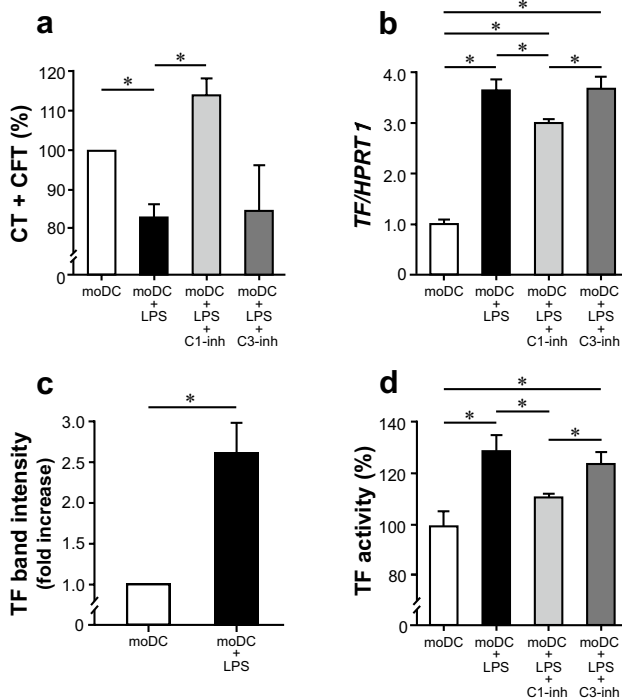 a
CT + CFT (%)
120
110
100
90
80
0
*
*
moDC
moDC
+
LPS
moDC
+
LPS
+
C1-inh
moDC
+
LPS
+
C3-inh
b
TF/HPRT 1
4.0
3.0
2.0
1.0
0
*
*
*
*
*
moDC
moDC
+
LPS
moDC
+
LPS
+
C1-inh
moDC
+
LPS
+
C3-inh
c
TF band intensity
(fold increase)
3.0
2.5
2.0
1.5
1.0
0
*
moDC
moDC
+
LPS
d
TF activity (%)
140
120
100
80
0
*
*
*
*
moDC
moDC
+
LPS
moDC
+
LPS
+
C1-inh
moDC
+
LPS
+
C3-inh